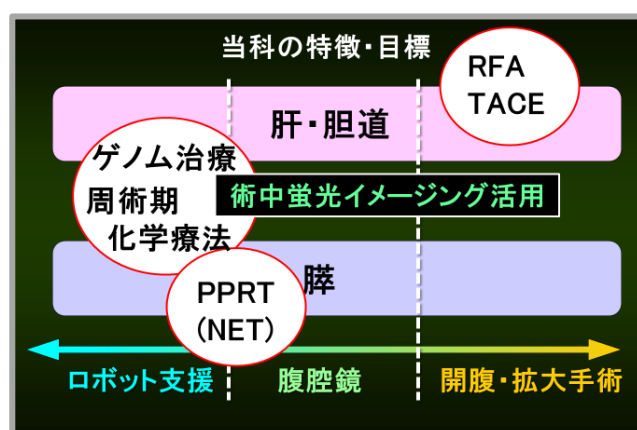 当科の特徴・目標
RFA
TACE
肝・胆道
ゲノム治療
周術期
化学療法
術中蛍光イメージング活用
膵
PPRT
(NET)
ロボット支援
腹腔鏡
開腹・拡大手術